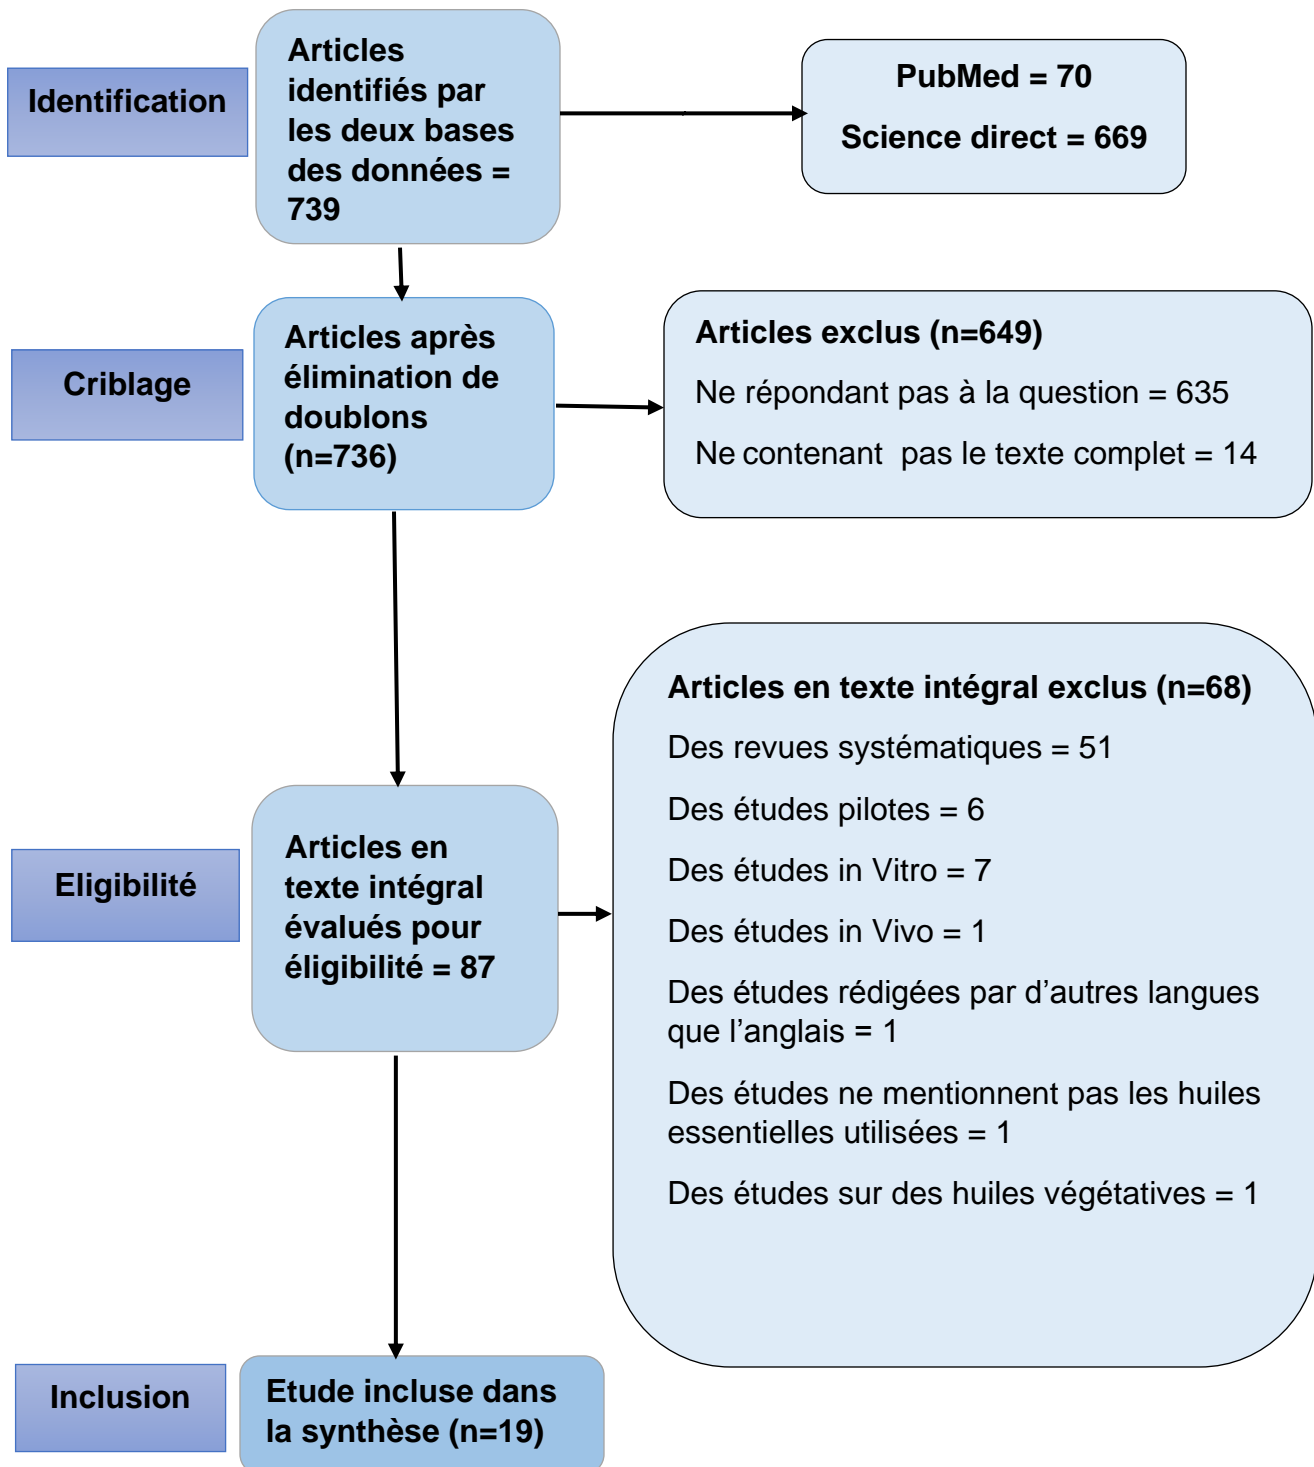 Identification
Articles
identifiés par
les deux bases
des données =
739
PubMed = 70
Science direct = 669
Criblage
Articles après
élimination de
doublons
(n=736)
Articles exclus (n=649)
Ne répondant pas à la question = 635
Ne contenant  pas le texte complet = 14
Eligibilité
Articles en
texte intégral
évalués pour
éligibilité = 87
Articles en texte intégral exclus (n=68)
Des revues systématiques = 51
Des études pilotes = 6
Des études in Vitro = 7
Des études in Vivo = 1
Des études rédigées par d’autres langues
que l’anglais = 1
Des études ne mentionnent pas les huiles
essentielles utilisées = 1
Des études sur des huiles végétatives = 1
Inclusion
Etude incluse dans
la synthèse (n=19)